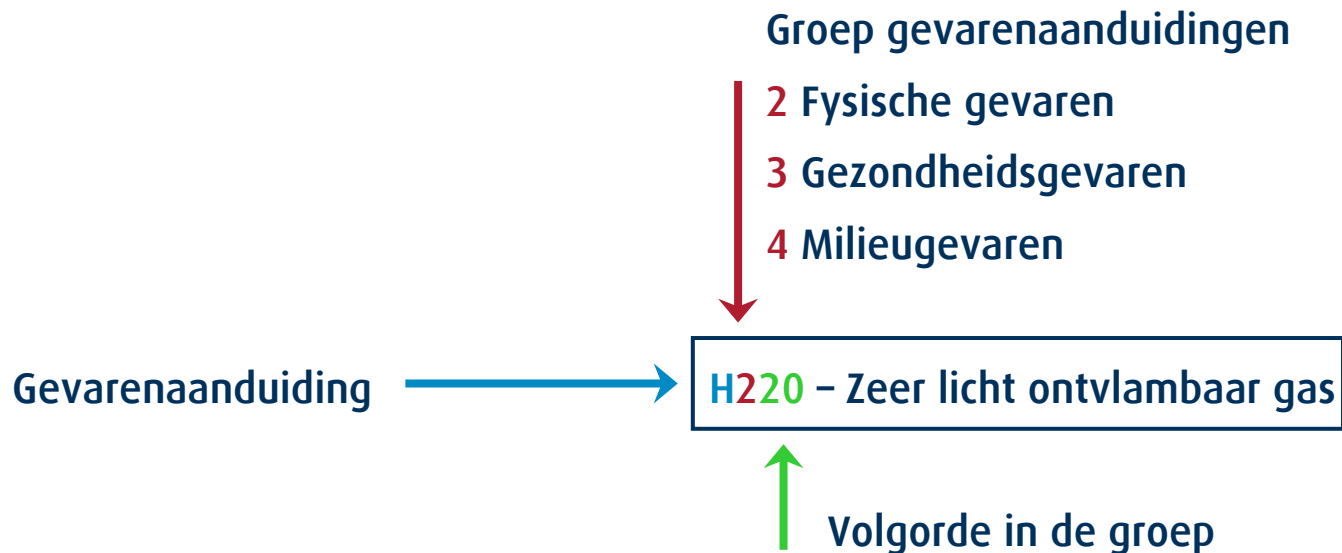 Groep gevarenaanduidingen
2 Fysische gevaren
3 Gezondheidsgevaren
4 Milieugevaren
Gevarenaanduiding
H220 – Zeer licht ontvlambaar gas
Volgorde in de groep